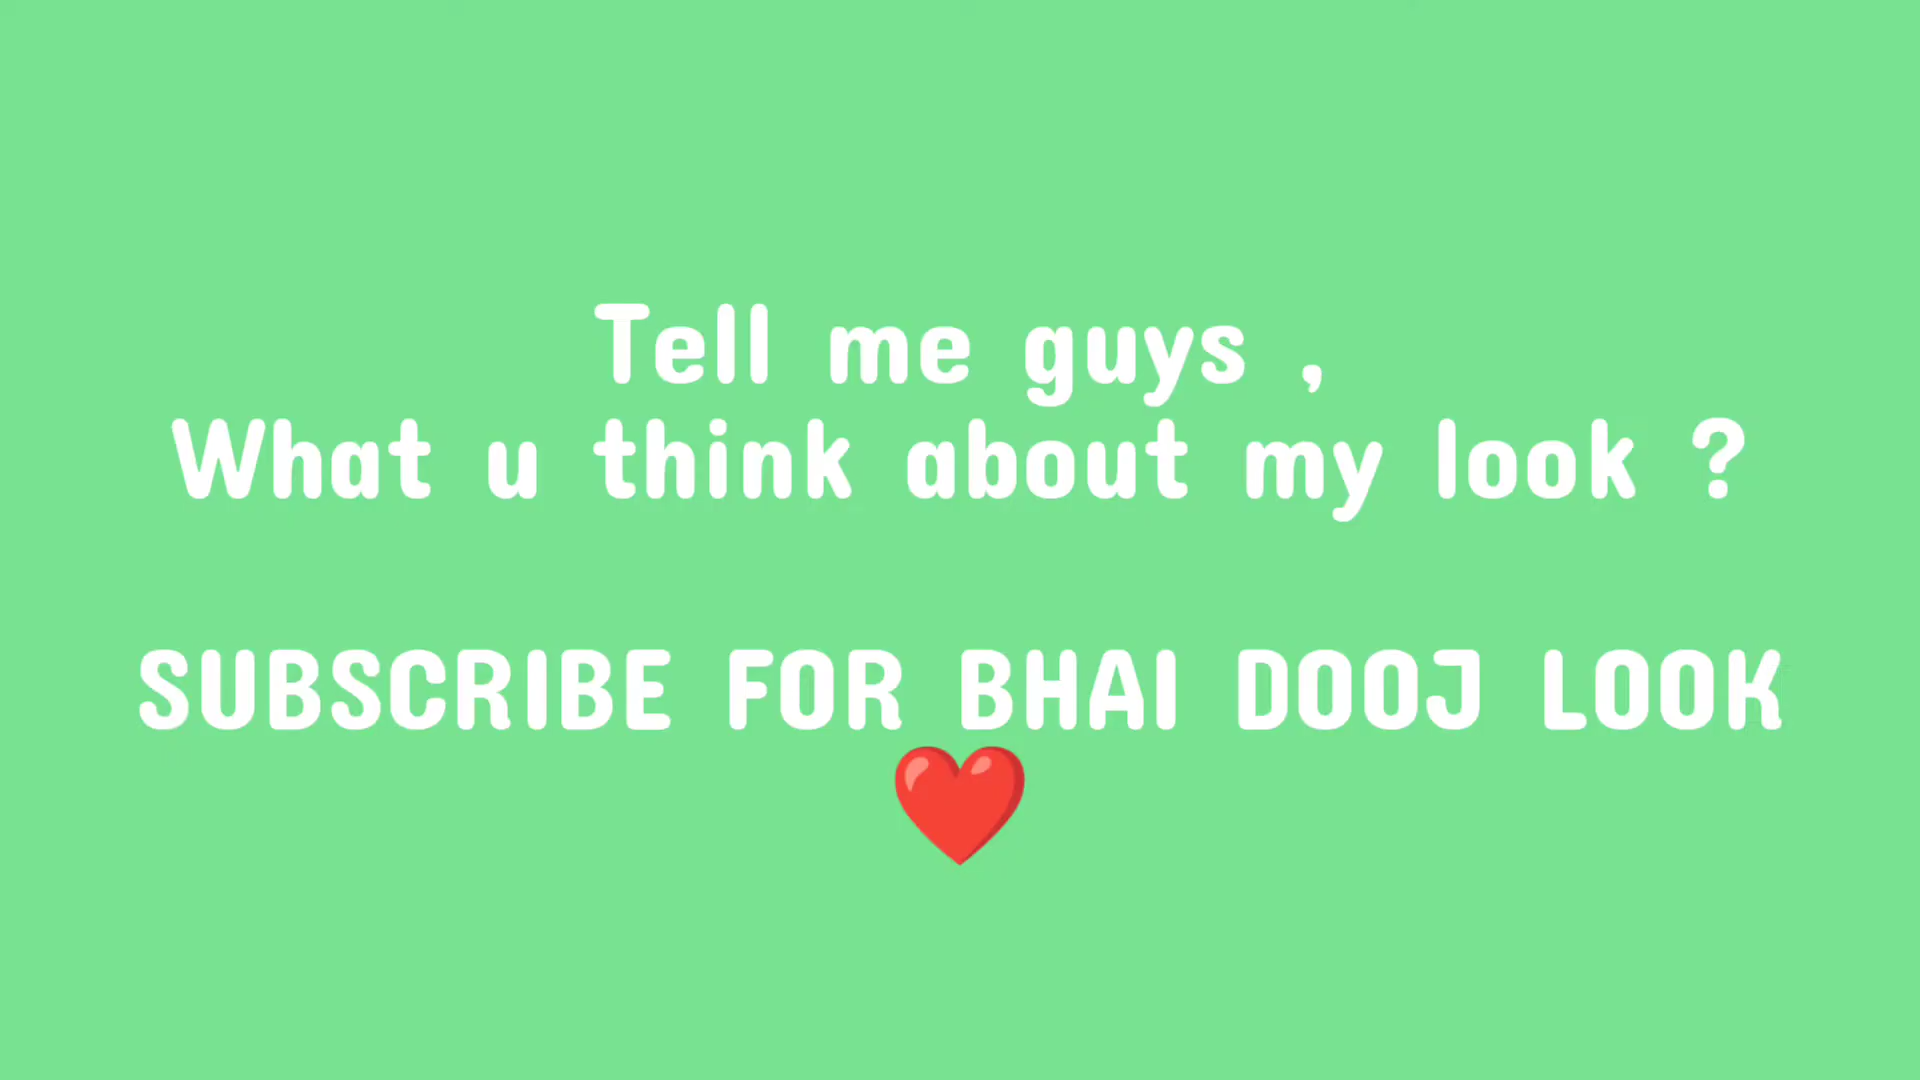 Tell me guys ,
What u think about my look ?
SUBSCRIBE FOR BHAI DOOJ LOOK
❤️